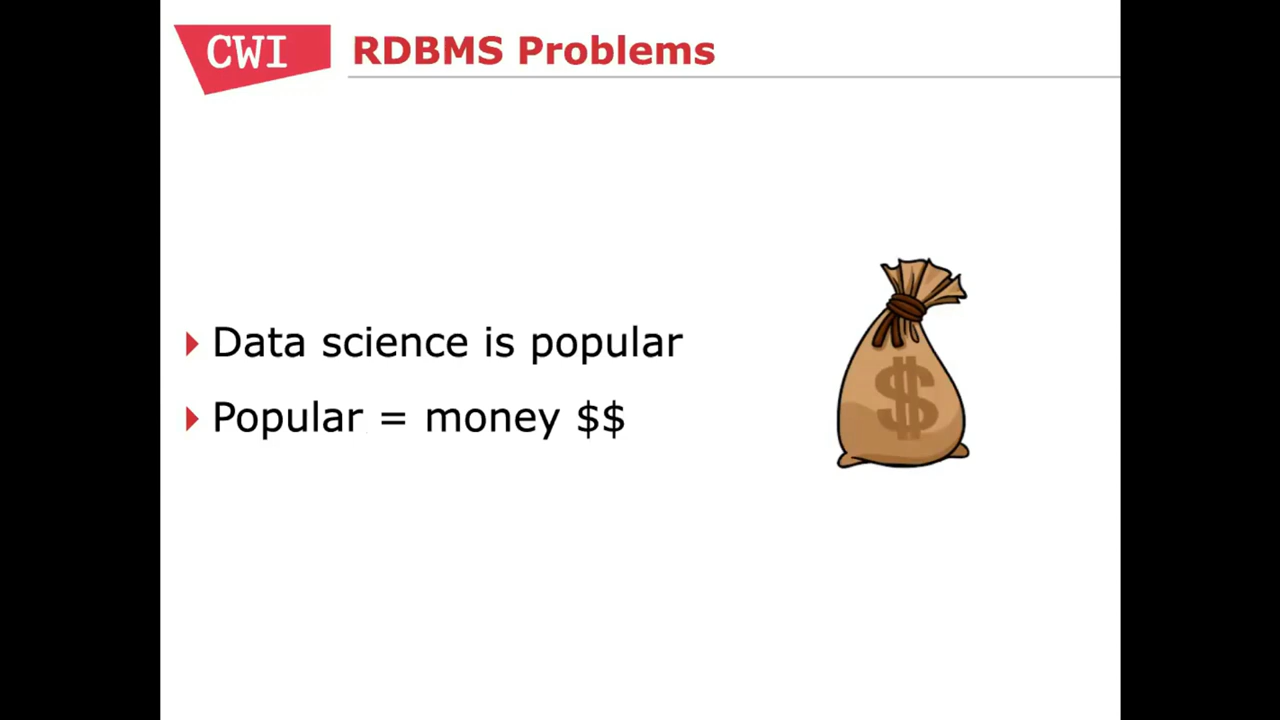 CWI
RDBMS Problems
Data science is popular
Popular = money $$
$